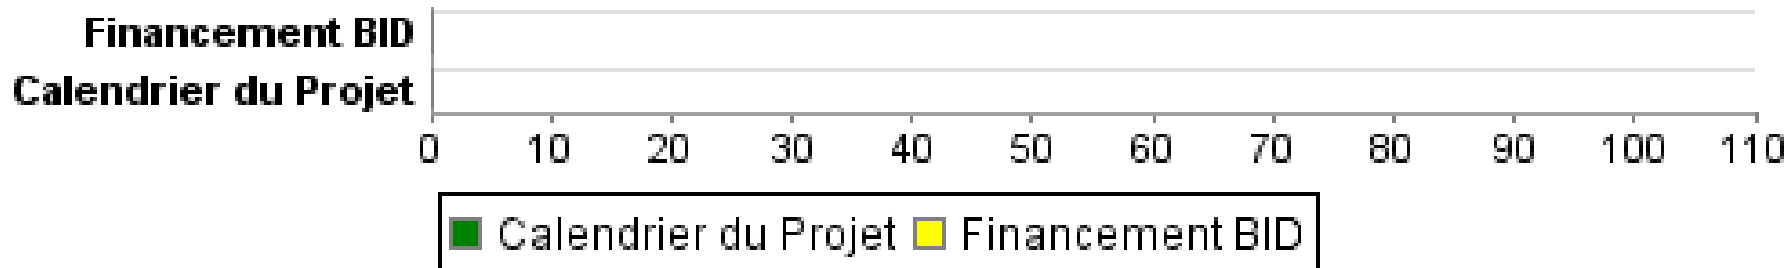 Financement BID
Calendrier du Projet
0 10 20 30 40 50 60 70 80 90 100 110
Calendrier du Projet Financement BID